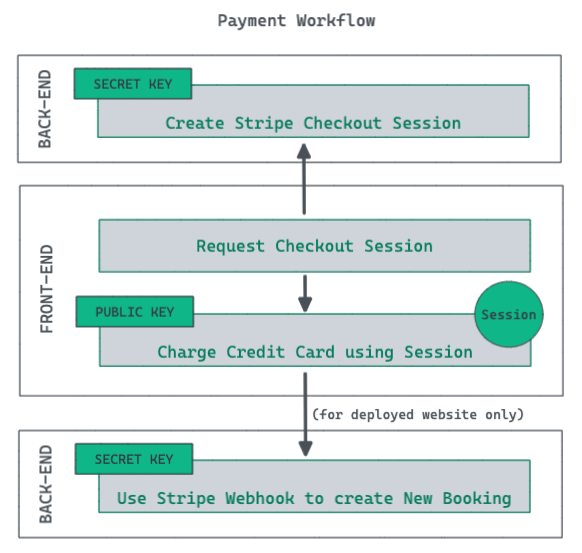 Payment Workflow
BACK-END
SECRET KEY
Create Stripe Checkout Session
FRONT-END
Request Checkout Session
PUBLIC KEY
Session
Charge Credit Card using Session
(for deployed website only)
BACK-END
SECRET KEY
Use Stripe Webhook to create New Booking